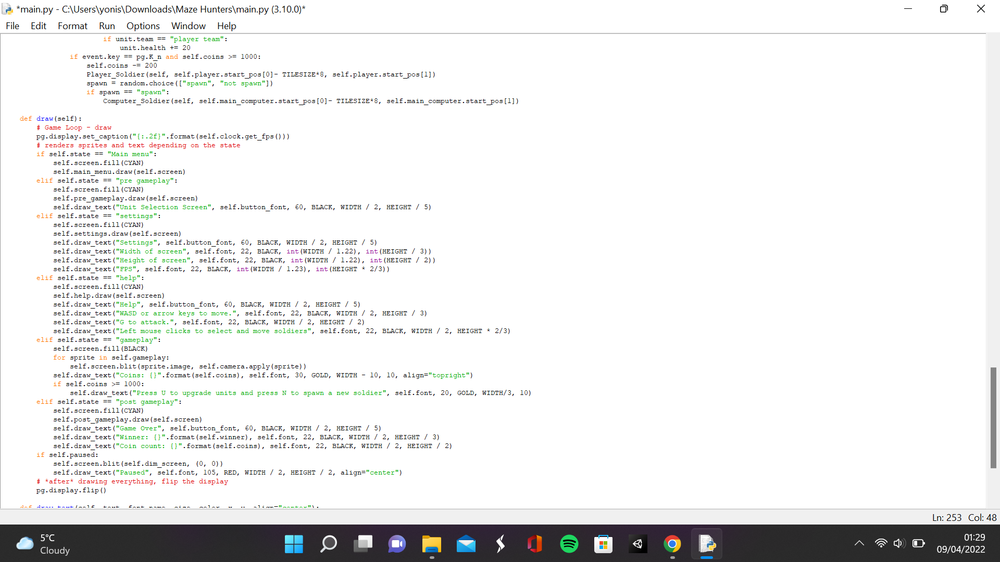 *main.py - C:\Users\yonis\Downloads\Maze Hunters\main.py (3.10.0)*
File Edit Format Run Options Window Help
if unit.team == "player team":
unit.health += 20
if event.key == pg.K_n and self.coins >= 1000:
self.coins -= 200
Player_Soldier(self, self.player.start_pos[0]- TILESIZE*8, self.player.start_pos[1])
spawn = random.choice(["spawn", "not spawn"])
if spawn == "spawn":
Computer_Soldier(self, self.main_computer.start_pos[0]- TILESIZE*8, self.main_computer.start_pos[1])
def draw(self):
# Game Loop - draw
pg.display.set_caption("{:.2f}".format(self.clock.get_fps()))
# renders sprites and text depending on the state
if self.state == "Main menu":
self.screen.fill(CYAN)
self.main_menu.draw(self.screen)
elif self.state == "pre gameplay":
self.screen.fill(CYAN)
self.pre_gameplay.draw(self.screen)
self.draw_text("Unit Selection Screen", self.button_font, 60, BLACK, WIDTH / 2, HEIGHT / 5)
elif self.state == "settings":
self.screen.fill(CYAN)
self.settings.draw(self.screen)
self.draw_text("Settings", self.button_font, 60, BLACK, WIDTH / 2, HEIGHT / 5)
self.draw_text("Width of screen", self.font, 22, BLACK, int(WIDTH / 1.22), int(HEIGHT / 3))
self.draw_text("Height of screen", self.font, 22, BLACK, int(WIDTH / 1.22), int(HEIGHT / 2))
self.draw_text("FPS", self.font, 22, BLACK, int(WIDTH / 1.23), int(HEIGHT * 2/3))
elif self.state == "help":
self.screen.fill(CYAN)
self.help.draw(self.screen)
self.draw_text("Help", self.button_font, 60, BLACK, WIDTH / 2, HEIGHT / 5)
self.draw_text("WASD or arrow keys to move.", self.font, 22, BLACK, WIDTH / 2, HEIGHT / 3)
self.draw_text("G to attack.", self.font, 22, BLACK, WIDTH / 2, HEIGHT / 2)
self.draw_text("Left mouse clicks to select and move soldiers", self.font, 22, BLACK, WIDTH / 2, HEIGHT * 2/3)
elif self.state == "gameplay":
self.screen.fill(BLACK)
for sprite in self.gameplay:
self.screen.blit(sprite.image, self.camera.apply(sprite))
self.draw_text("Coins: {}".format(self.coins), self.font, 30, GOLD, WIDTH - 10, 10, align="topright")
if self.coins >= 1000:
self.draw_text("Press U to upgrade units and press N to spawn a new soldier", self.font, 20, GOLD, WIDTH/3, 10)
elif self.state == "post gameplay":
self.screen.fill(CYAN)
self.post_gameplay.draw(self.screen)
self.draw_text("Game Over", self.button_font, 60, BLACK, WIDTH / 2, HEIGHT / 5)
self.draw_text("Winner: {}".format(self.winner), self.font, 22, BLACK, WIDTH / 2, HEIGHT / 3)
self.draw_text("Coin count: {}".format(self.coins), self.font, 22, BLACK, WIDTH / 2, HEIGHT / 2)
if self.paused:
self.screen.blit(self.dim_screen, (0, 0))
self.draw_text("Paused", self.font, 105, RED, WIDTH / 2, HEIGHT / 2, align="center")
# *after* drawing everything, flip the display
pg.display.flip()
def draw_text(self, text, font_name, size, color, x, y, align="center"):
Ln: 253 Col: 48
5°C
Cloudy
01:29
09/04/2022